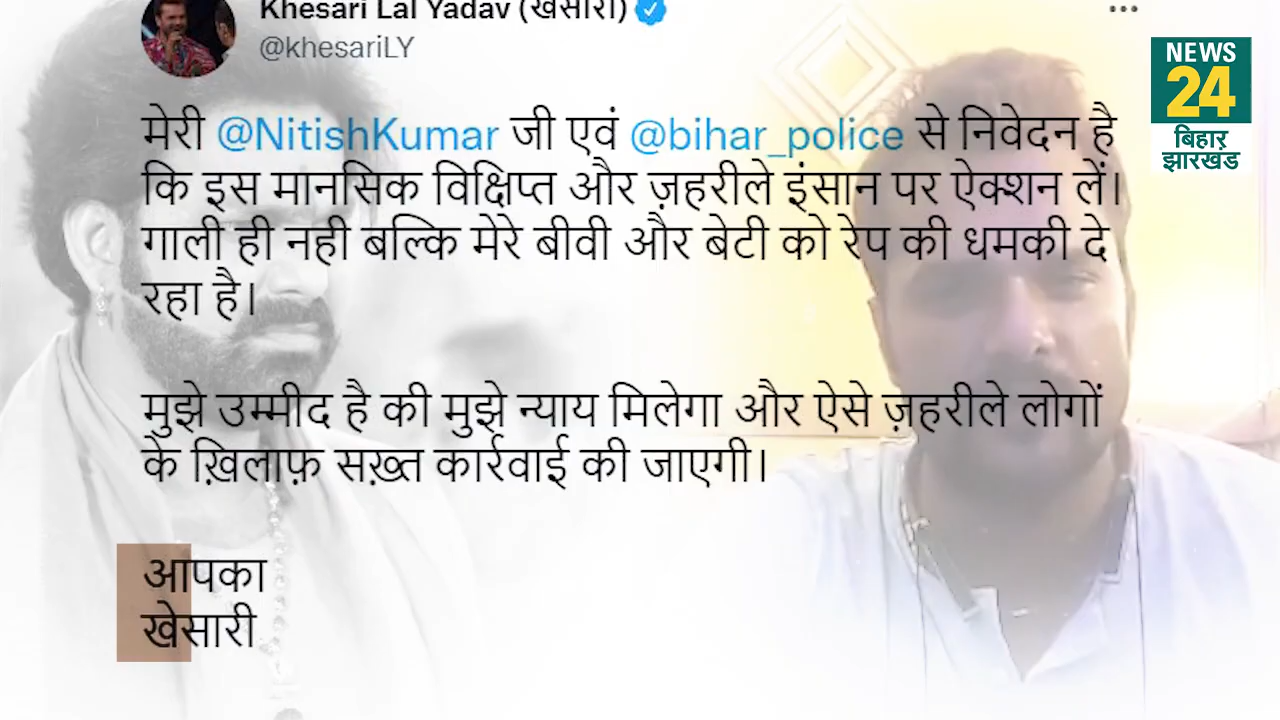 Khesari Lal Yadav (खेसारी)
@khesariLY
NEWS
24
बिहार
झारखंड
मेरी @NitishKumar जी एवं @bihar_police से निवेदन है
कि इस मानसिक विक्षिप्त और ज़हरीले इंसान पर ऐक्शन लें।
गाली ही नही बल्कि मेरे बीवी और बेटी को रेप की धमकी दे
रहा है।
मुझे उम्मीद है की मुझे न्याय मिलेगा और ऐसे ज़हरीले लोगों
के ख़िलाफ़ सख़्त कार्रवाई की जाएगी।
आपका
खेसारी